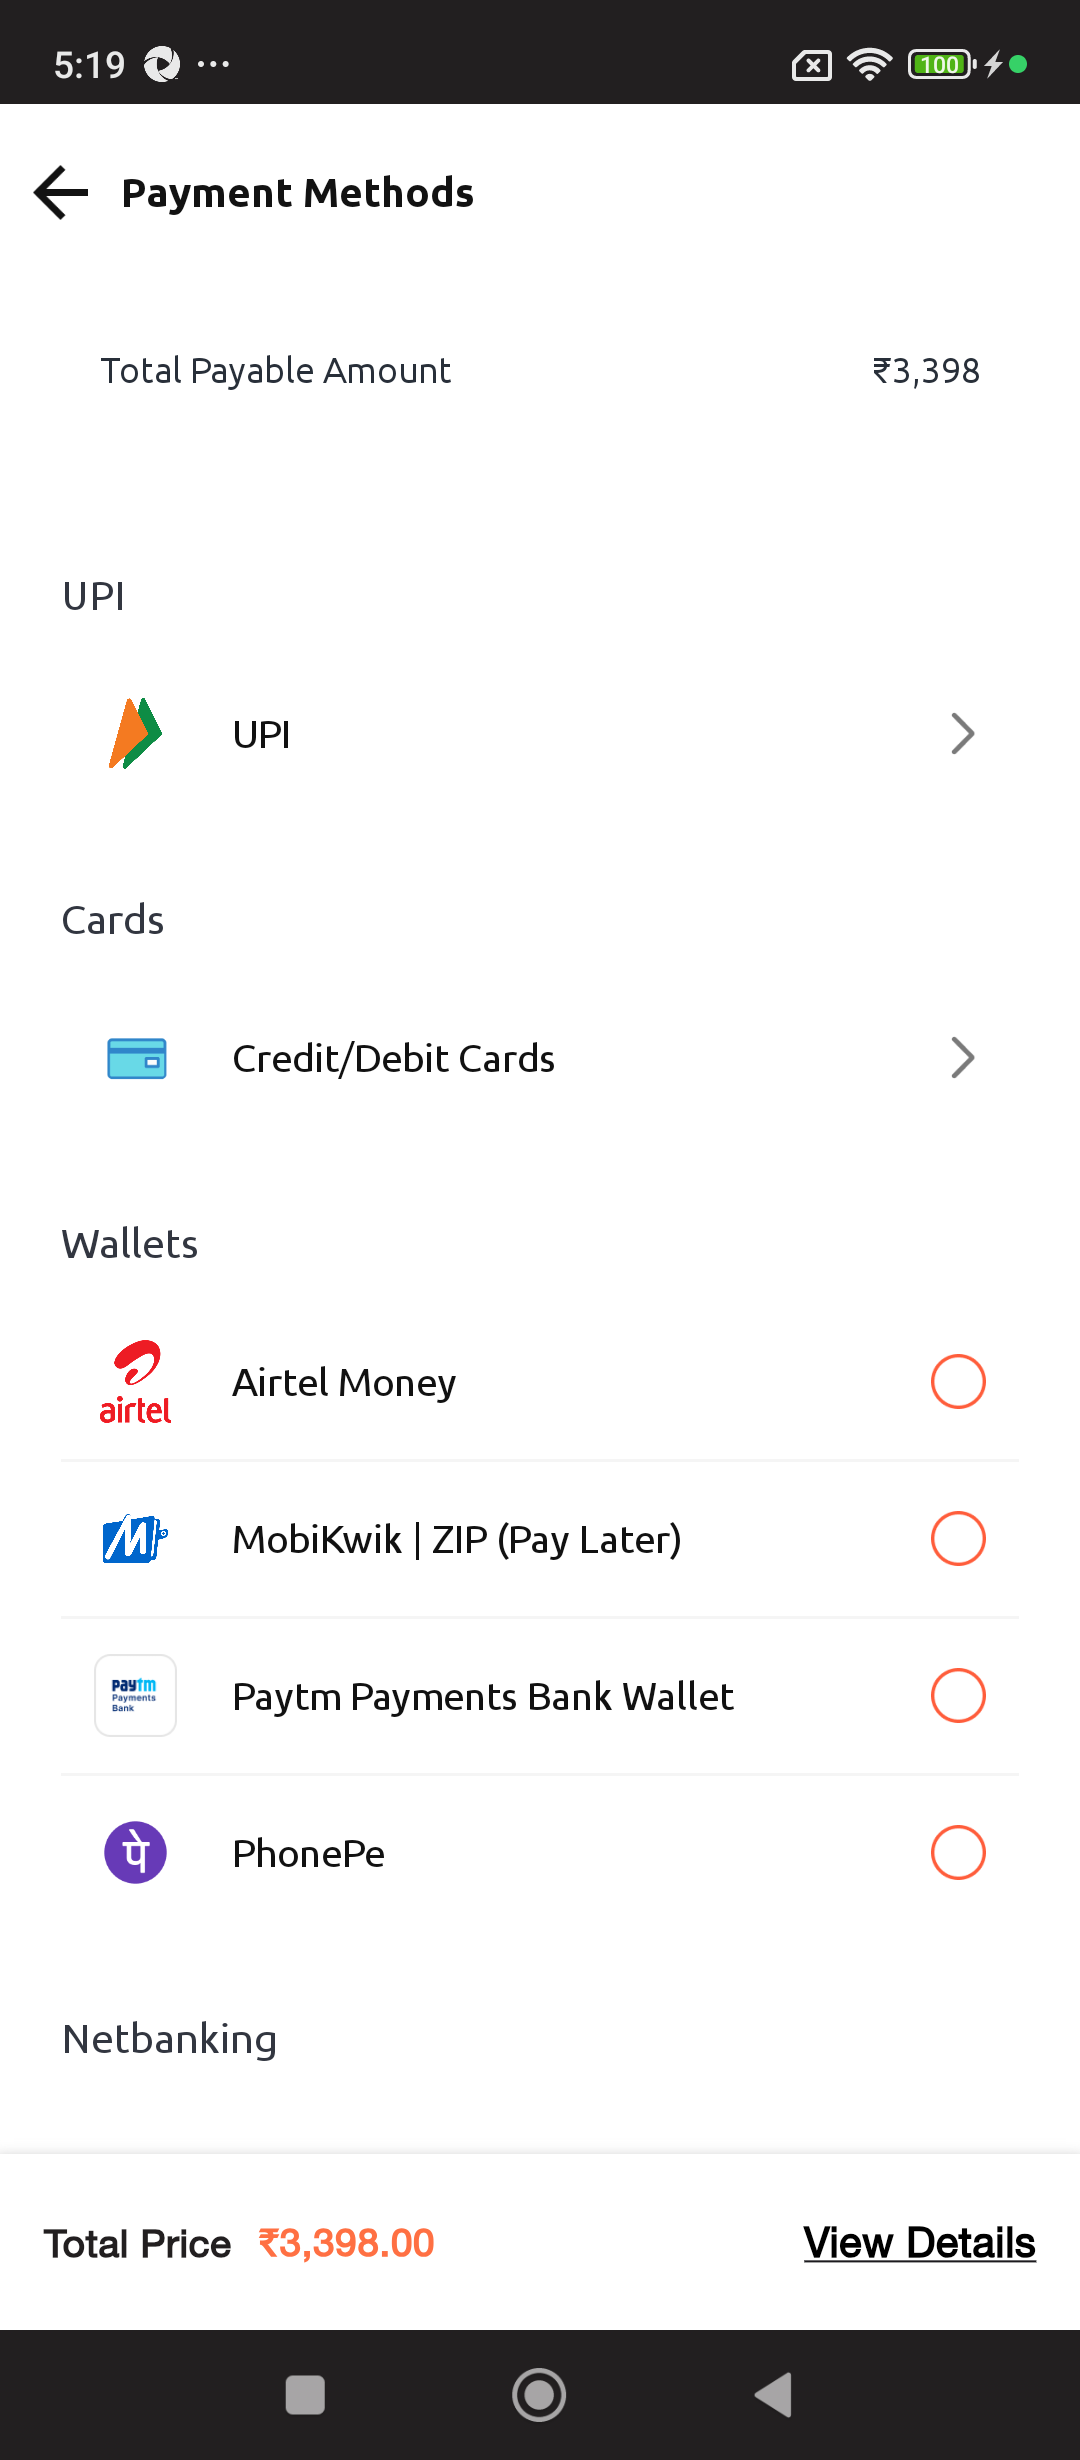 5:19 ...
100
Payment Methods
Total Payable Amount ₹3,398
UPI
UPI
Cards
Credit/Debit Cards
Wallets
airtel
Airtel Money
MobiKwik | ZIP (Pay Later)
paytm
Payments
Bank
Paytm Payments Bank Wallet
पे
PhonePe
Netbanking
Total Price ₹3,398.00 View Details